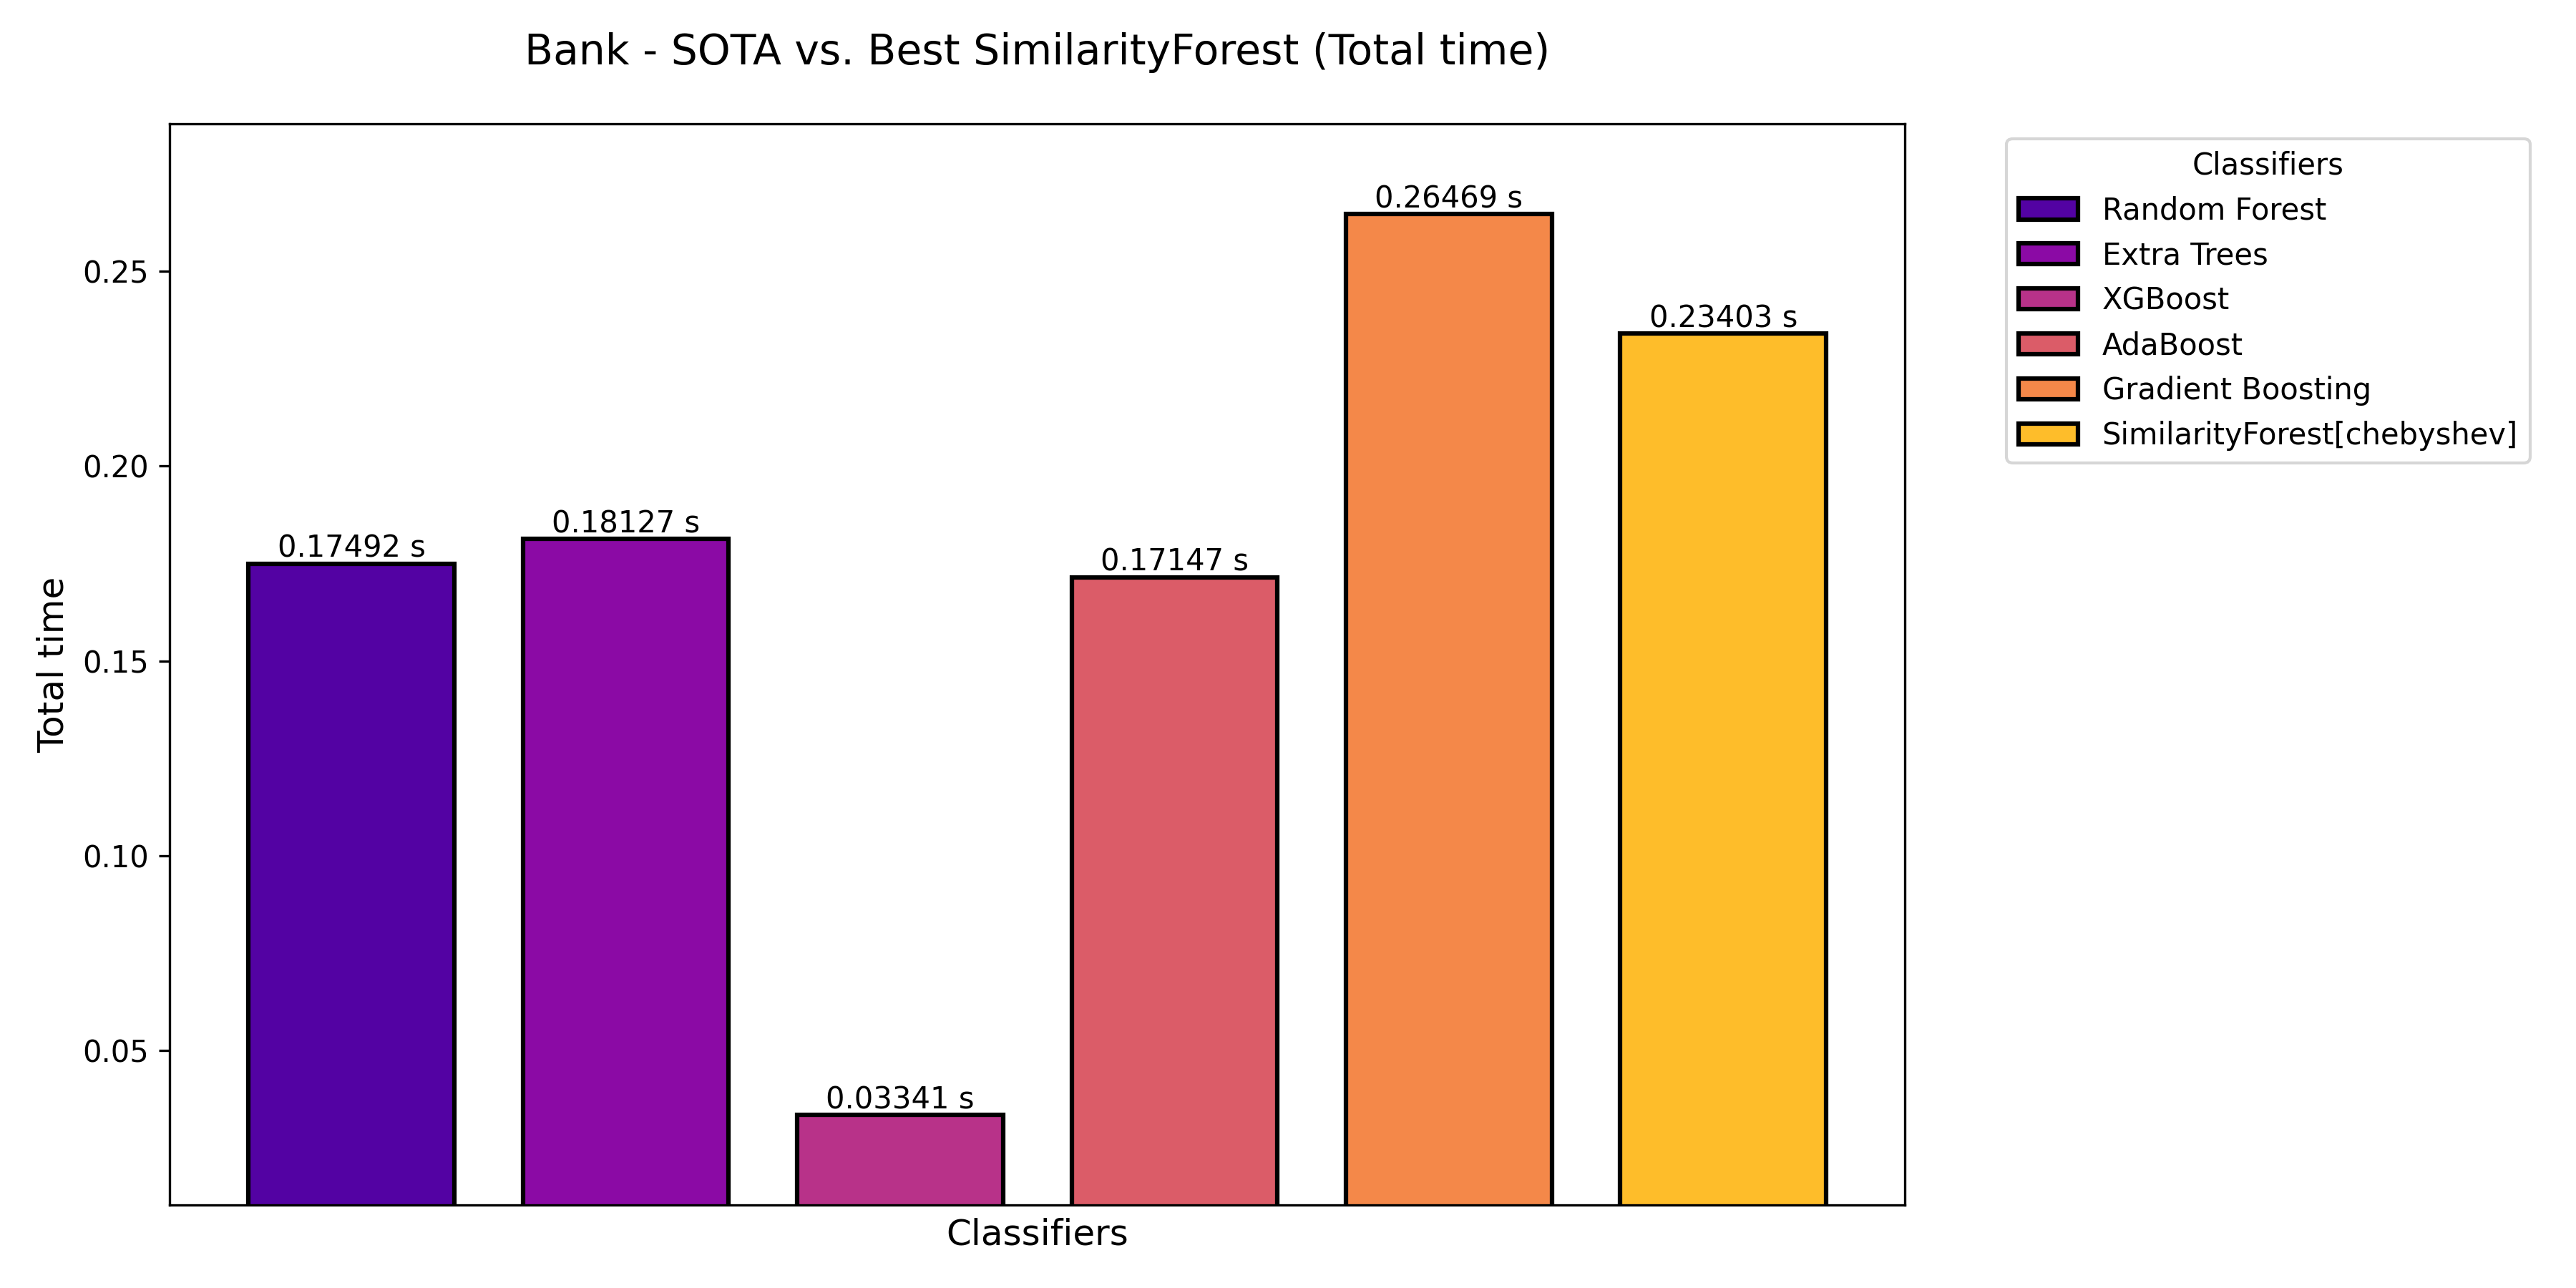 Bank - SOTA vs. Best SimilarityForest (Total time)
Total time
0.25
0.20
0.15
0.10
0.05
0.17492 s
0.18127 s
0.03341 s
0.17147 s
0.26469 s
0.23403 s
Classifiers
Classifiers
Random Forest
Extra Trees
XGBoost
AdaBoost
Gradient Boosting
SimilarityForest[chebyshev]